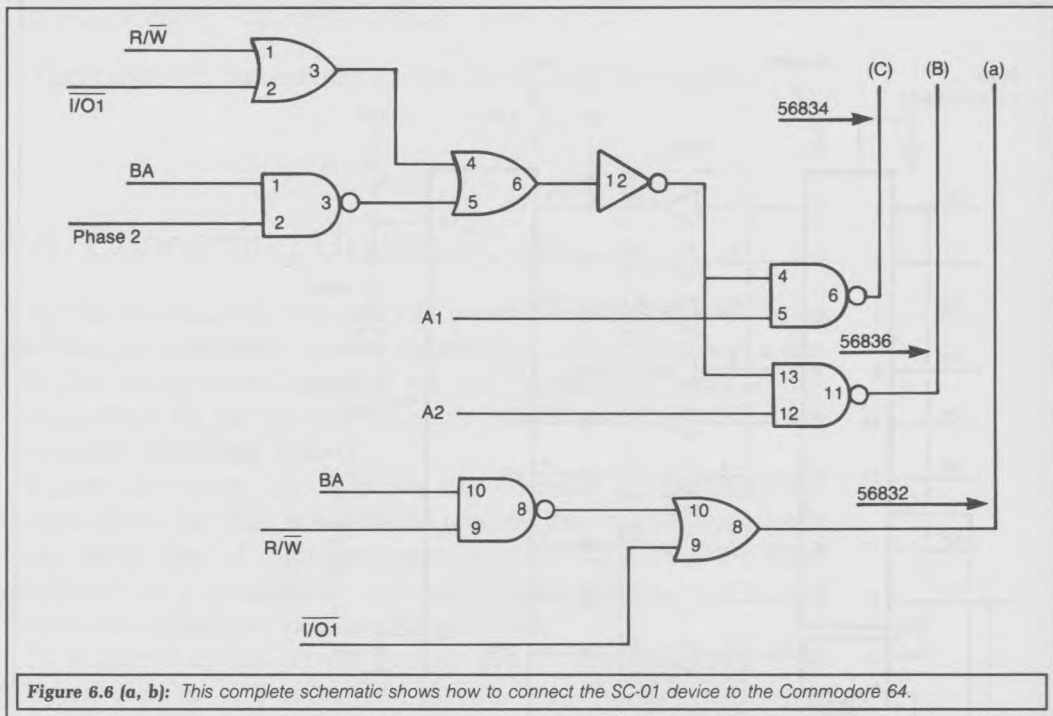 R/W̅
1
3
2
I/O1̅
(C) (B) (a)
56834
BA
1
3
2
Phase 2
4
6
5
12
4
6
5
A1
56836
13
11
12
A2
BA
10
8
9
R/W̅
56832
10
8
9
I/O1̅
Figure 6.6 (a, b): This complete schematic shows how to connect the SC-01 device to the Commodore 64.